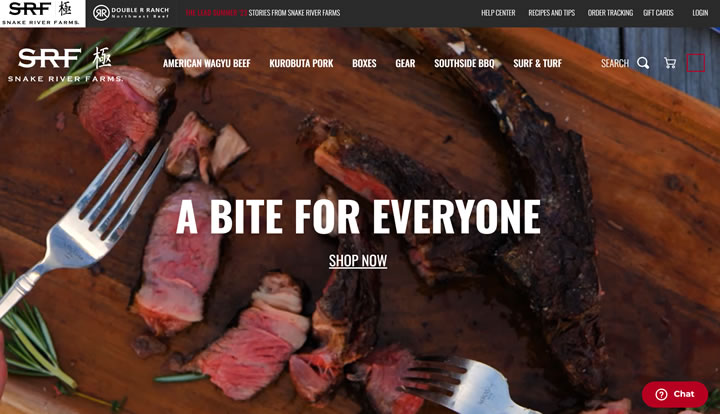 SRF 極
SNAKE RIVER FARMS.
RR DOUBLE R RANCH
Northwest Beef
STORIES FROM SNAKE RIVER FARMS
HELP CENTER
RECIPES AND TIPS
ORDER TRACKING
GIFT CARDS
LOGIN
SRF 極
SNAKE RIVER FARMS.
AMERICAN WAGYU BEEF
KUROBUTA PORK
BOXES
GEAR
SOUTHSIDE BBQ
SURF & TURF
SEARCH
A BITE FOR EVERYONE
SHOP NOW
? Chat